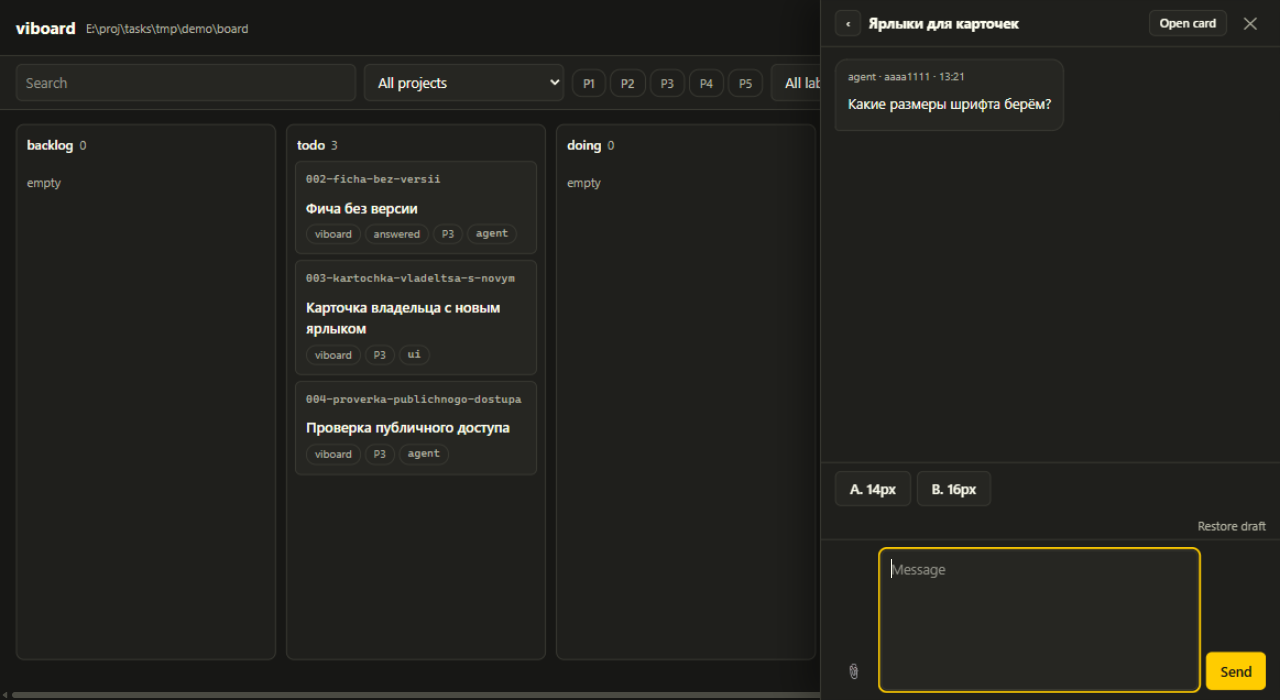 viboard E:\proj\tasks\tmp\demo\board
Search
All projects
P1 P2 P3 P4 P5
All lab
backlog 0
empty
todo 3
002-ficha-bez-versii
Фича без версии
viboard answered P3 agent
003-kartochka-vladeltsa-s-novym
Карточка владельца с новым
ярлыком
viboard P3 ui
004-proverka-publichnogo-dostupa
Проверка публичного доступа
viboard P3 agent
doing 0
empty
Ярлыки для карточек
Open card
agent · aaaa1111 · 13:21
Какие размеры шрифта берём?
A. 14px B. 16px
Restore draft
Message
Send